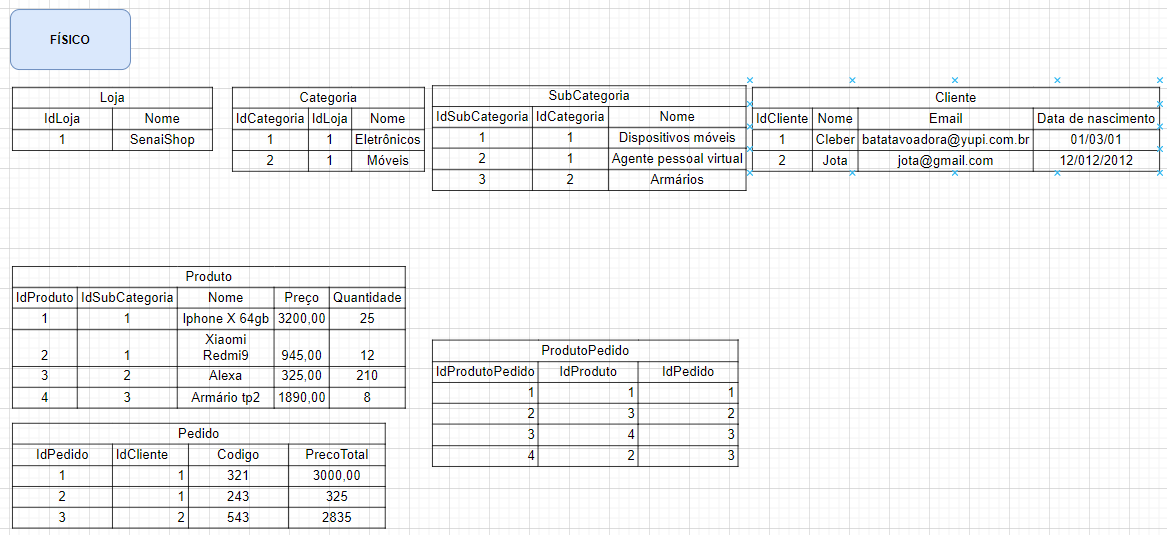 FÍSICO
Loja
IdLoja Nome
1 SenaiShop
Categoria
IdCategoria IdLoja Nome
1 1 Eletrônicos
2 1 Móveis
SubCategoria
IdSubCategoria IdCategoria Nome
1 1 Dispositivos móveis
2 1 Agente pessoal virtual
3 2 Armários
Cliente
IdCliente Nome Email Data de nascimento
1 Cleber batatavoadora@yupi.com.br 01/03/01
2 Jota jota@gmail.com 12/012/2012
Produto
IdProduto IdSubCategoria Nome Preço Quantidade
1 1 Iphone X 64gb 3200,00 25
Xiaomi
2 1 Redmi9 945,00 12
3 2 Alexa 325,00 210
4 3 Armário tp2 1890,00 8
ProdutoPedido
IdProdutoPedido IdProduto IdPedido
1 1 1
2 3 2
3 4 3
4 2 3
Pedido
IdPedido IdCliente Codigo PrecoTotal
1 1 321 3000,00
2 1 243 325
3 2 543 2835